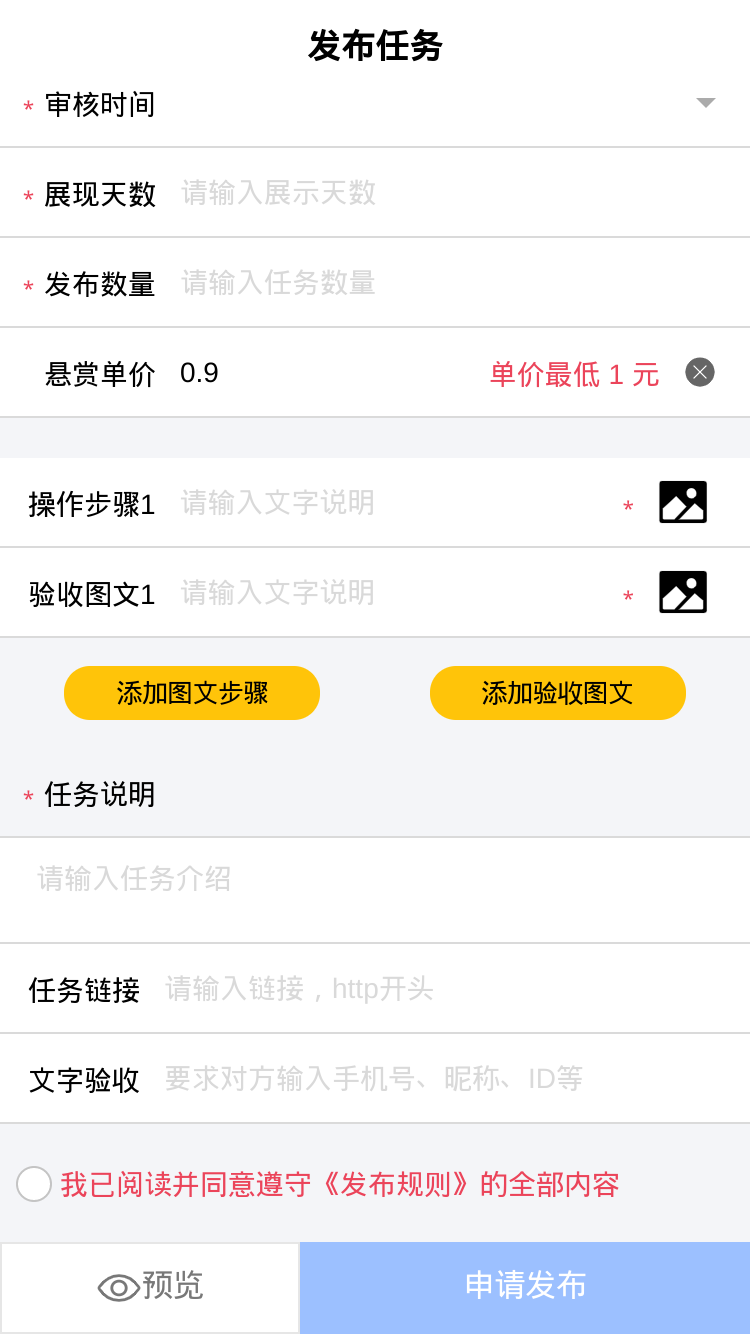 发布任务
* 审核时间
* 展现天数 请输入展示天数
* 发布数量 请输入任务数量
悬赏单价 0.9 单价最低 1 元
操作步骤1 请输入文字说明 *
验收图文1 请输入文字说明 *
添加图文步骤 添加验收图文
* 任务说明
请输入任务介绍
任务链接 请输入链接，http开头
文字验收 要求对方输入手机号、昵称、ID等
我已阅读并同意遵守《发布规则》的全部内容
预览 申请发布